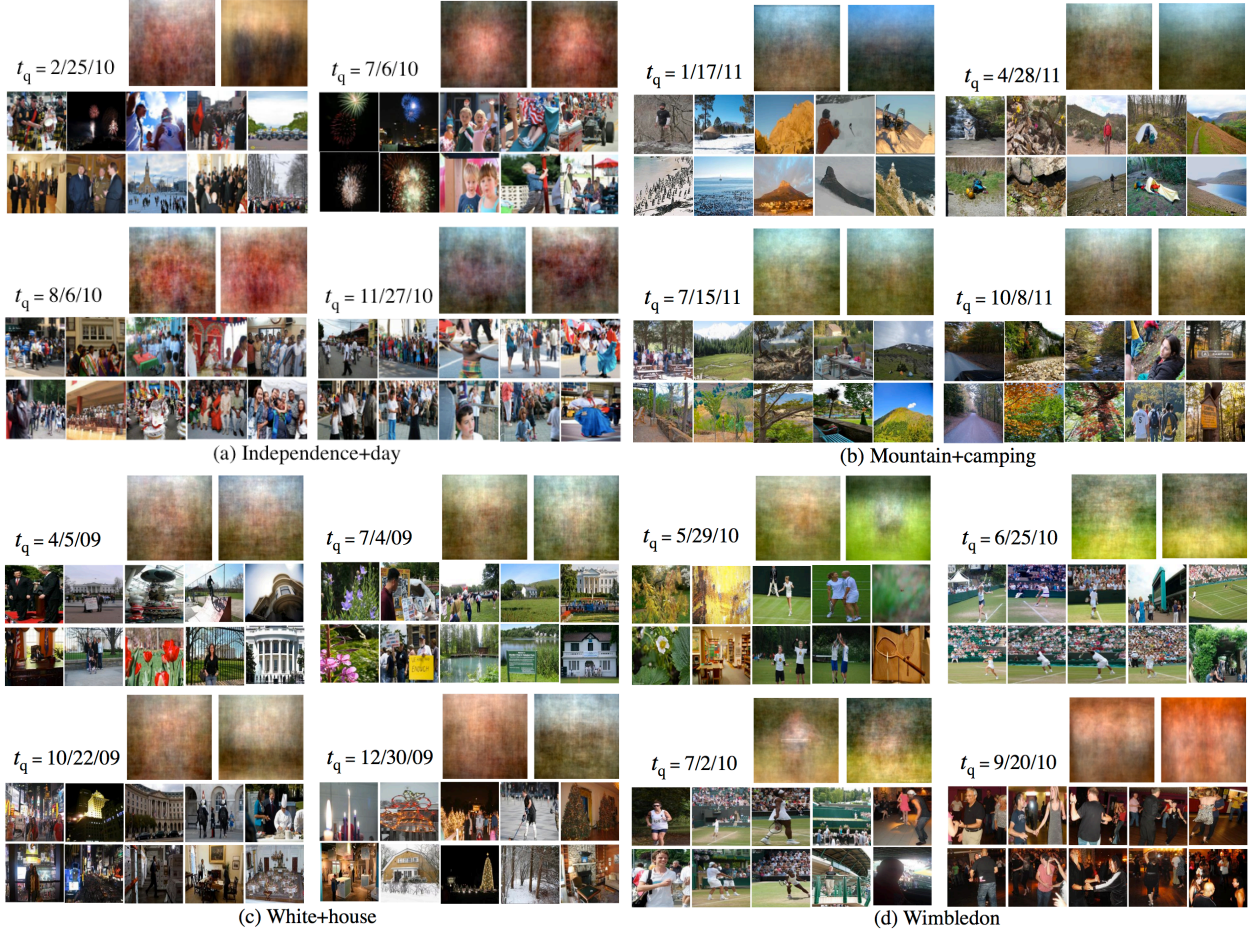 t_q = 2/25/10
t_q = 7/6/10
t_q = 8/6/10
t_q = 11/27/10
(a) Independence+day
t_q = 1/17/11
t_q = 4/28/11
t_q = 7/15/11
t_q = 10/8/11
(b) Mountain+camping
t_q = 4/5/09
t_q = 7/4/09
t_q = 10/22/09
t_q = 12/30/09
(c) White+house
t_q = 5/29/10
t_q = 6/25/10
t_q = 7/2/10
t_q = 9/20/10
(d) Wimbledon